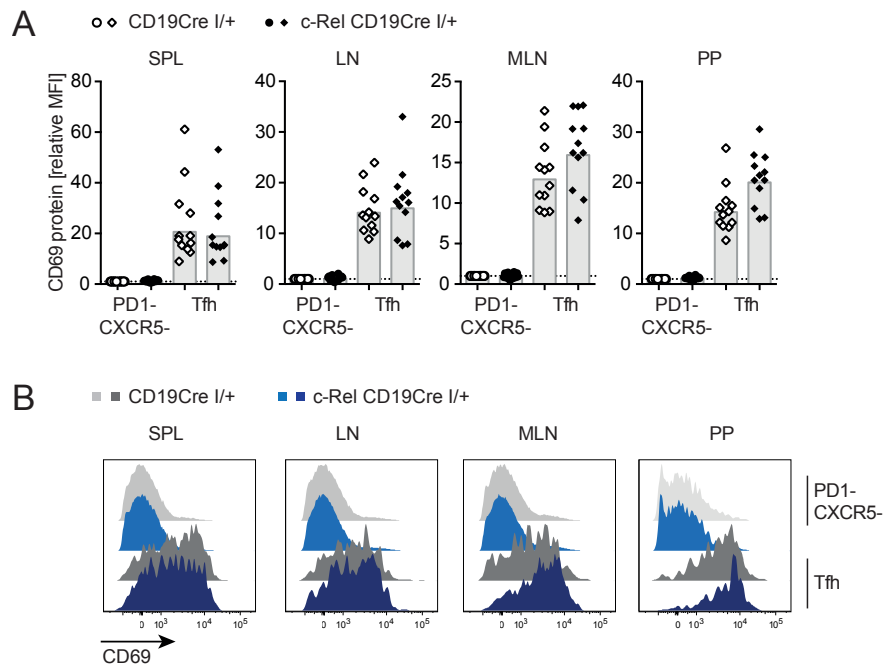 A
CD19Cre I/+ c-Rel CD19Cre I/+
SPL LN MLN PP
CD69 protein [relative MFI]
80
60
40
20
0
40
30
20
10
0
25
20
15
10
5
0
40
30
20
10
0
PD1- Tfh PD1- Tfh PD1- Tfh PD1- Tfh
CXCR5- CXCR5- CXCR5- CXCR5-
B
CD19Cre I/+ c-Rel CD19Cre I/+
SPL LN MLN PP
PD1-
CXCR5-
Tfh
0 10³ 10⁴ 10⁵ 0 10³ 10⁴ 10⁵ 0 10³ 10⁴ 10⁵ 0 10³ 10⁴ 10⁵
CD69